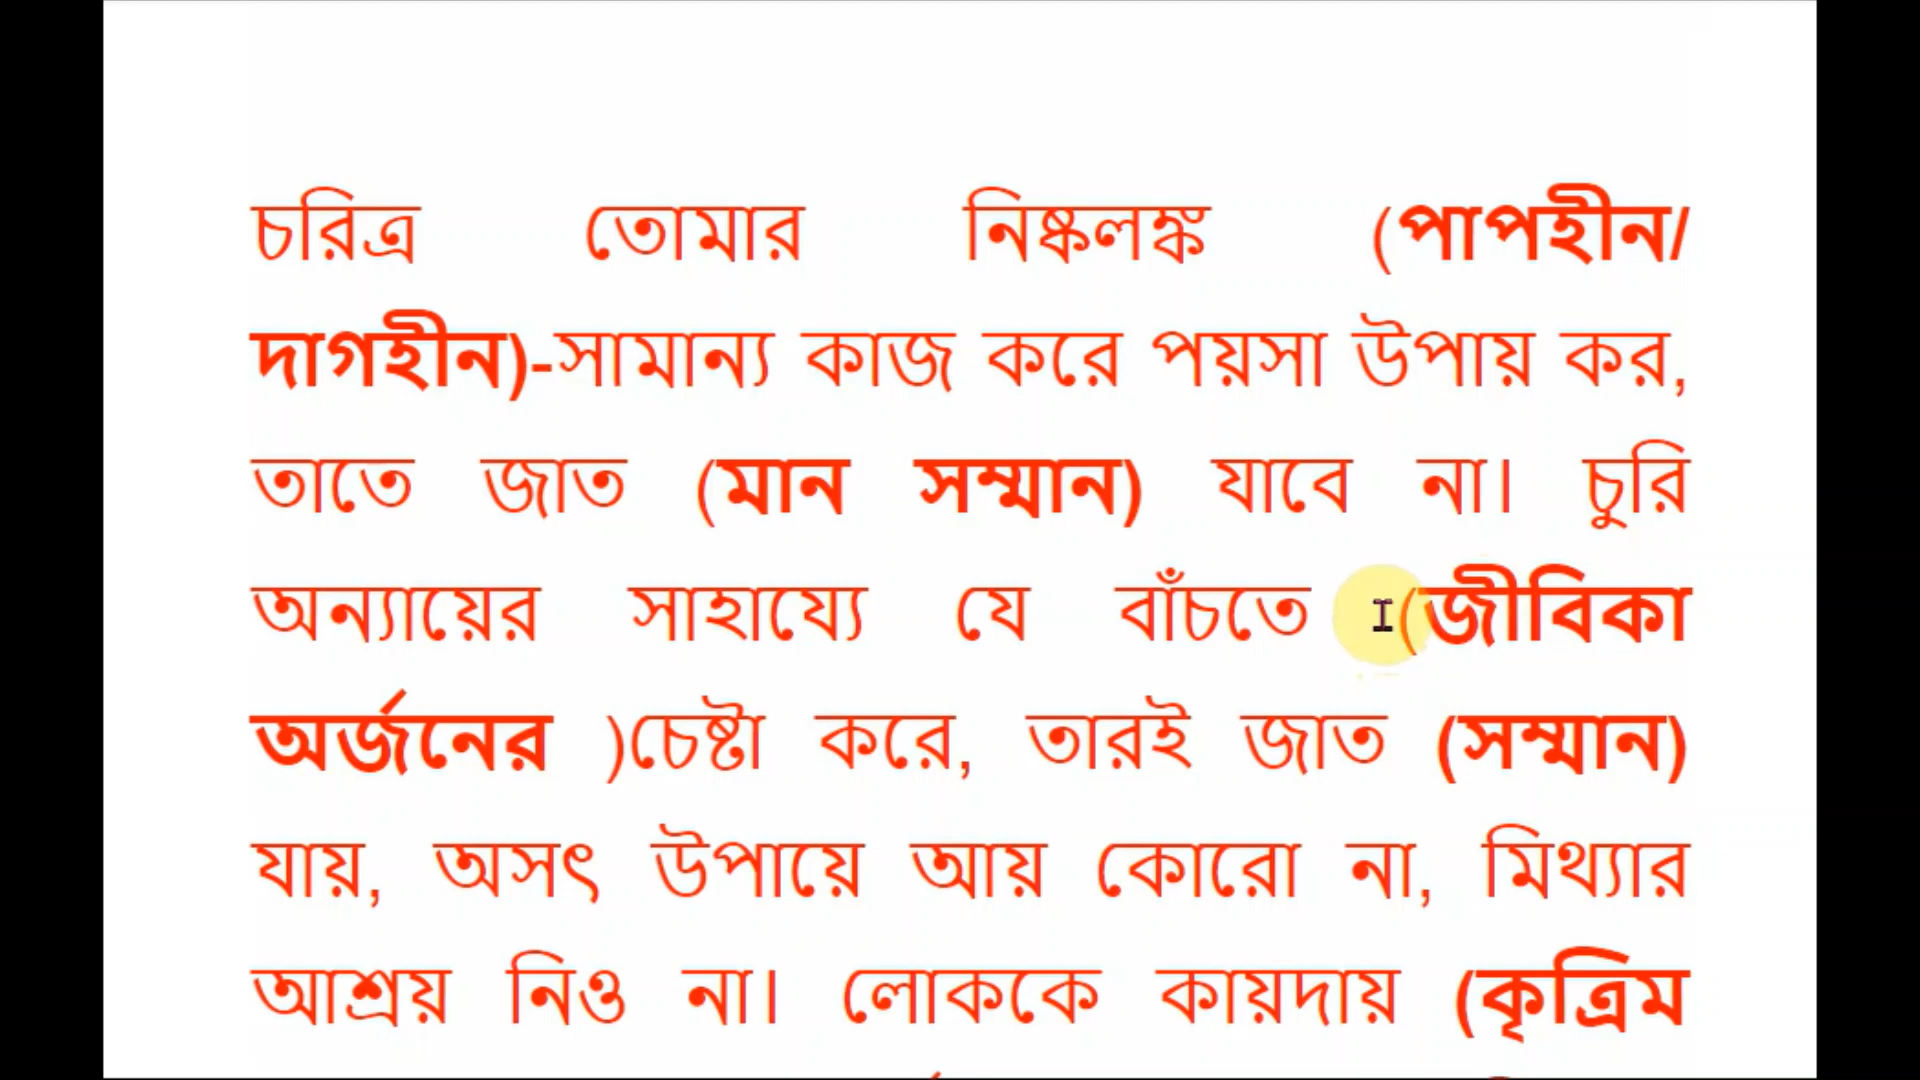 চরিত্র তোমার নিষ্কলঙ্ক (পাপহীন/
দাগহীন)-সামান্য কাজ করে পয়সা উপায় কর,
তাতে জাত (মান সম্মান) যাবে না। চুরি
অন্যায়ের সাহায্যে যে বাঁচতে (জীবিকা
অর্জনের )চেষ্টা করে, তারই জাত (সম্মান)
যায়, অসৎ উপায়ে আয় কোরো না, মিথ্যার
আশ্রয় নিও না। লোককে কায়দায় (কৃত্রিম